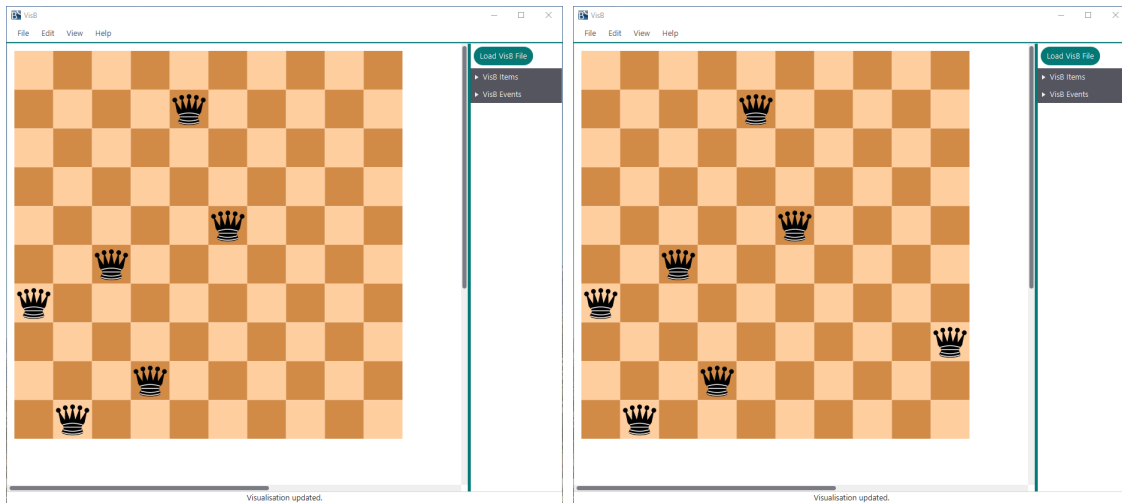 VisB
File Edit View Help
Load VisB File
VisB Items
VisB Events
Visualisation updated.
VisB
File Edit View Help
Load VisB File
VisB Items
VisB Events
Visualisation updated.